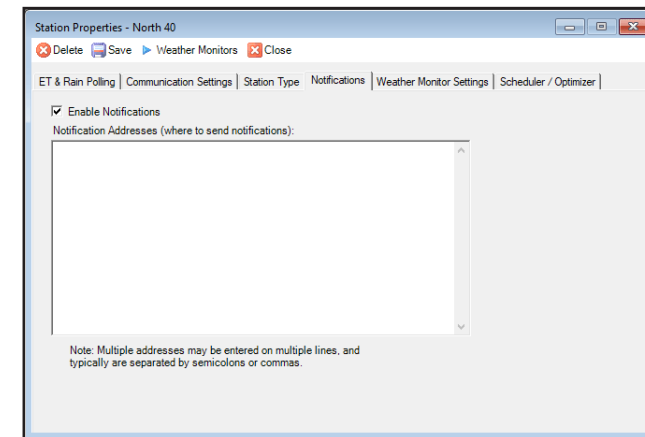 Station Properties - North 40
Delete Save Weather Monitors Close
ET & Rain Polling Communication Settings Station Type Notifications Weather Monitor Settings Scheduler / Optimizer
Enable Notifications
Notification Addresses (where to send notifications):
Note: Multiple addresses may be entered on multiple lines, and
typically are separated by semicolons or commas.